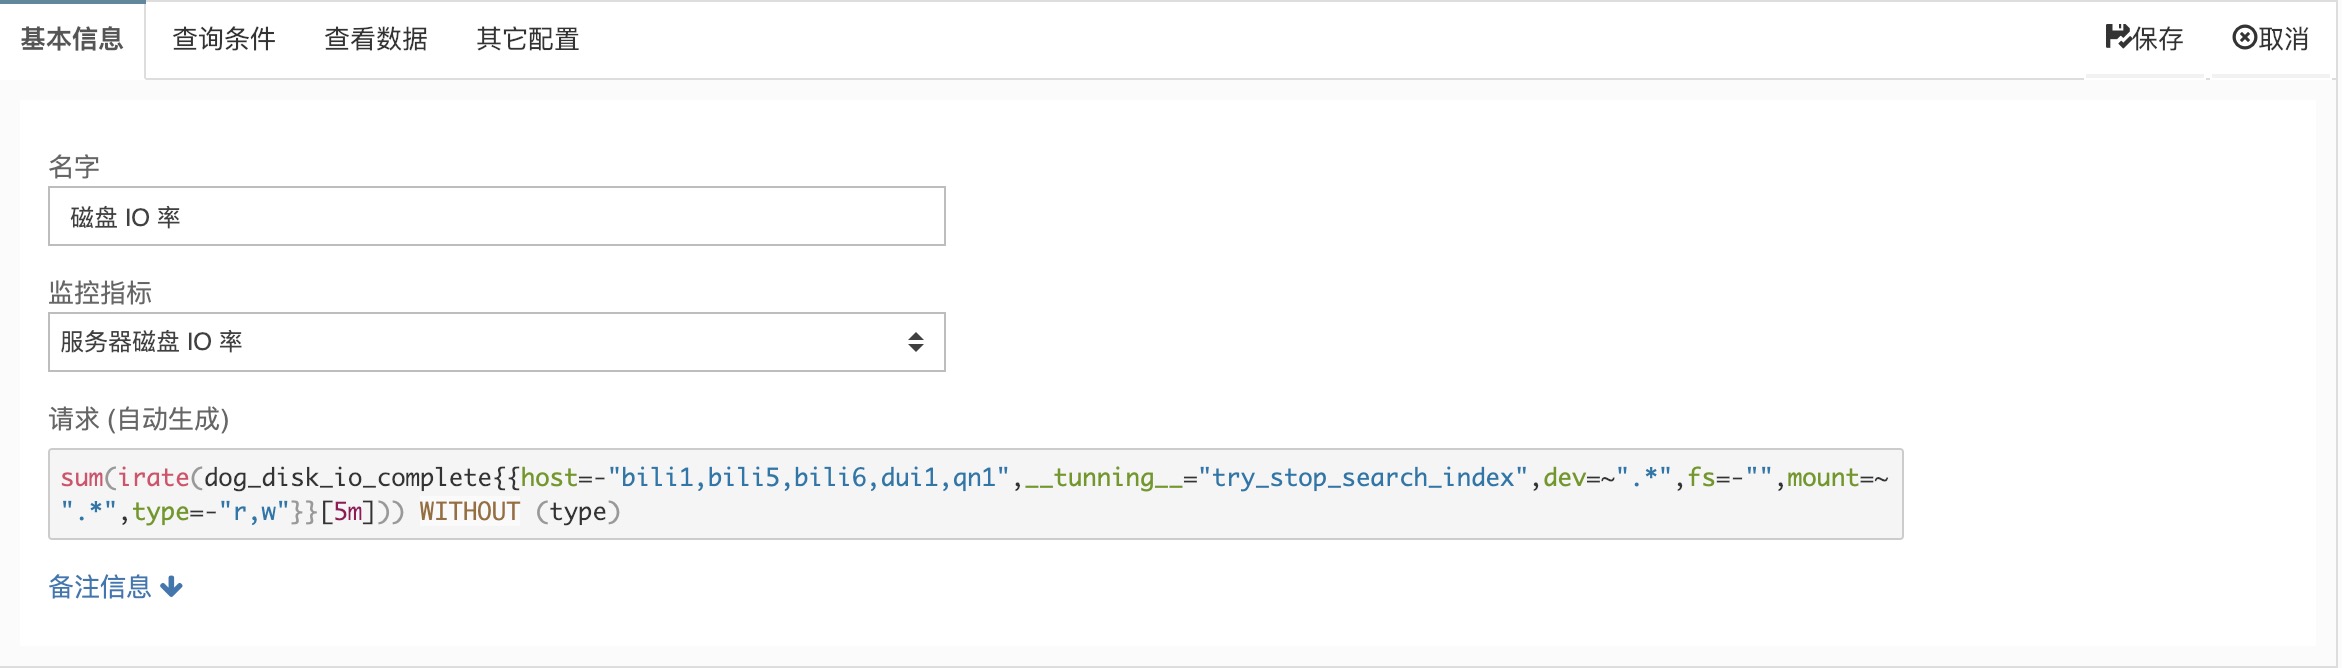 基本信息 查询条件 查看数据 其它配置 保存 取消
名字
磁盘 IO 率
监控指标
服务器磁盘 IO 率
请求 (自动生成)
sum(irate(dog_disk_io_complete{{host=-"bili1,bili5,bili6,dui1,qn1",__tunning__="try_stop_search_index",dev=~".*",fs=-"",mount=~
".*",type=-"r,w"}}[5m])) WITHOUT (type)
备注信息